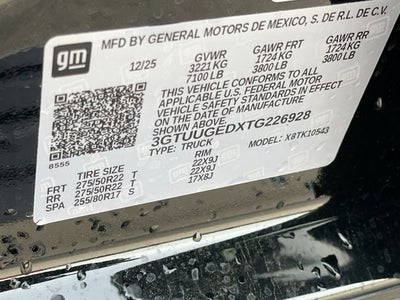 gm
MFD BY GENERAL MOTORS DE MEXICO, S. DE R.L. DE C.V.
12/25 GVWR GAWR FRT GAWR RR
3221 KG 1724 KG 1724 KG
7100 LB 3800 LB 3800 LB
THIS VEHICLE CONFORMS TO ALL
APPLICABLE U.S. FEDERAL MOTOR
VEHICLE SAFETY STANDARDS IN EFFECT
ON THE DATE OF MANUFACTURE SHOWN ABOVE.
3GTUUGEDXTG226928
TYPE: TRUCK MODEL: X8TK10543
BS55
TIRE SIZE RIM
FRT 275/50R22 T 22X9J
RR 275/50R22 T 22X9J
SPA 255/80R17 S 17X8J